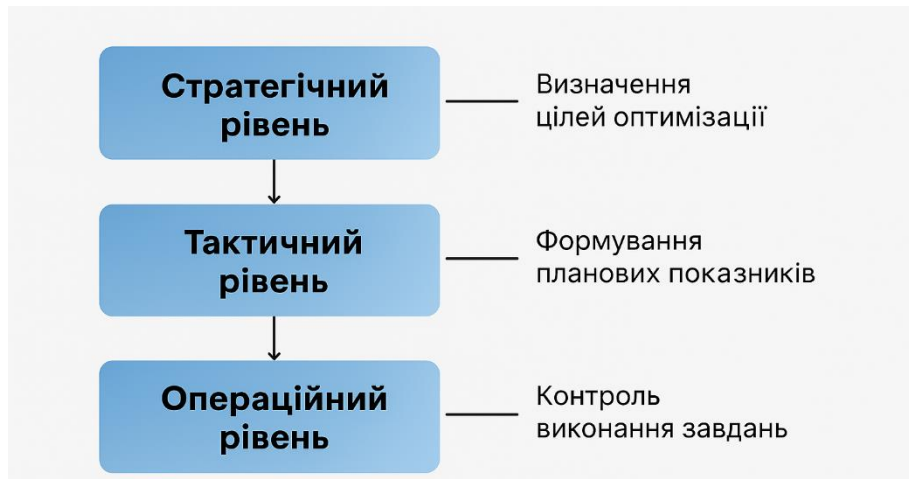 Стратегічний
рівень
Визначення
цілей оптимізації
Тактичний
рівень
Формування
планових показників
Операційний
рівень
Контроль
виконання завдань